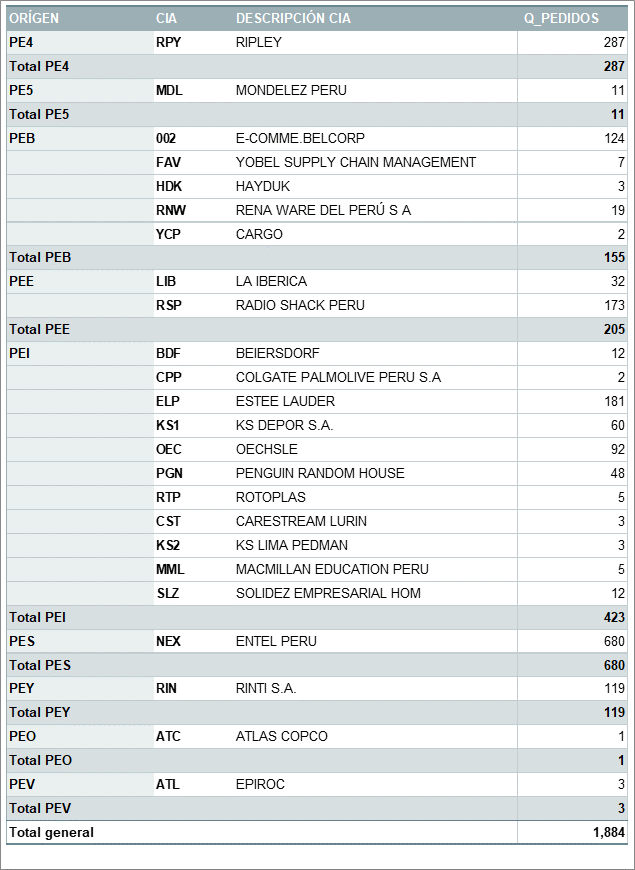 ORÍGEN CIA DESCRIPCIÓN CIA Q_PEDIDOS
PE4 RPY RIPLEY 287
Total PE4 287
PE5 MDL MONDELEZ PERU 11
Total PE5 11
PEB 002 E-COMME.BELCORP 124
FAV YOBEL SUPPLY CHAIN MANAGEMENT 7
HDK HAYDUK 3
RNW RENA WARE DEL PERÚ S A 19
YCP CARGO 2
Total PEB 155
PEE LIB LA IBERICA 32
RSP RADIO SHACK PERU 173
Total PEE 205
PEI BDF BEIERSDORF 12
CPP COLGATE PALMOLIVE PERU S.A 2
ELP ESTEE LAUDER 181
KS1 KS DEPOR S.A. 60
OEC OECHSLE 92
PGN PENGUIN RANDOM HOUSE 48
RTP ROTOPLAS 5
CST CARESTREAM LURIN 3
KS2 KS LIMA PEDMAN 3
MML MACMILLAN EDUCATION PERU 5
SLZ SOLIDEZ EMPRESARIAL HOM 12
Total PEI 423
PES NEX ENTEL PERU 680
Total PES 680
PEY RIN RINTI S.A. 119
Total PEY 119
PEO ATC ATLAS COPCO 1
Total PEO 1
PEV ATL EPIROC 3
Total PEV 3
Total general 1,884